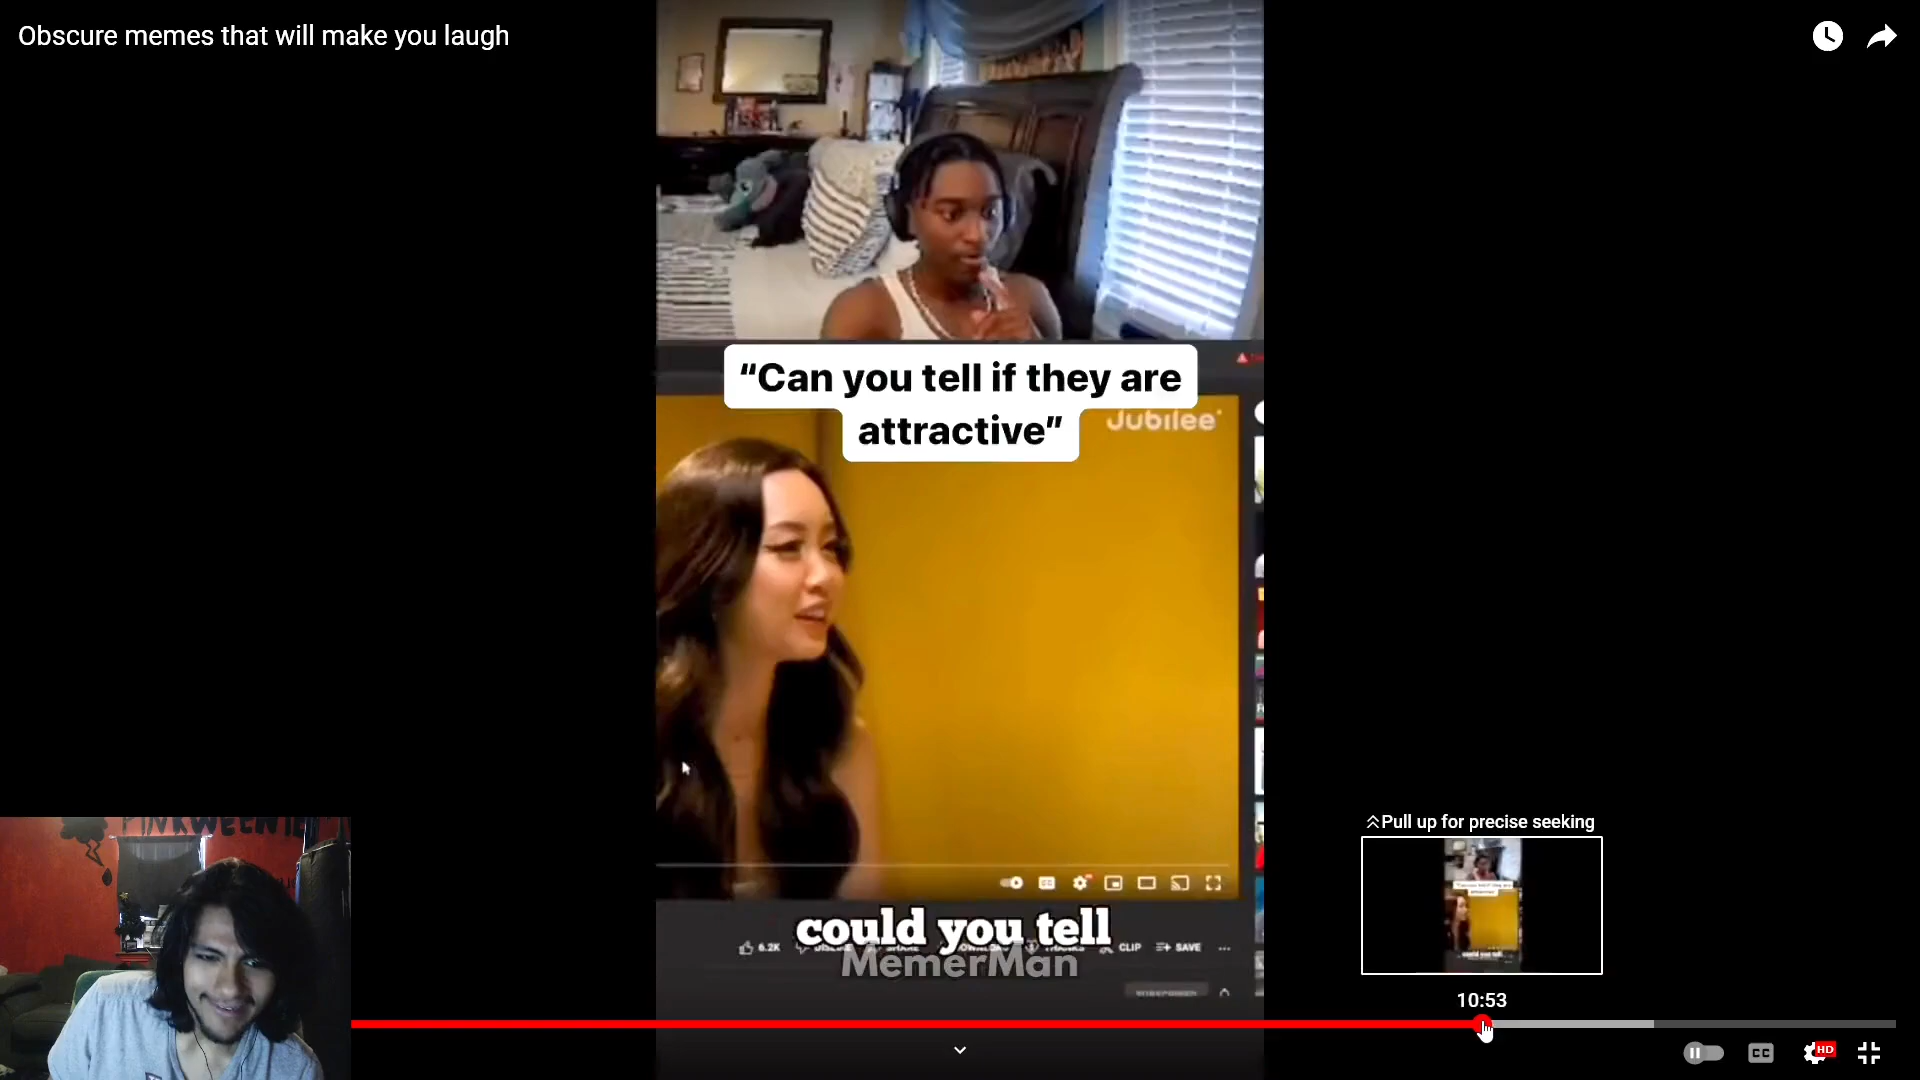 Obscure memes that will make you laugh
“Can you tell if they are
attractive”
Jubilee
could you tell
6.2K
CLIP
SAVE
MemerMan
Pull up for precise seeking
10:53
CC
HD